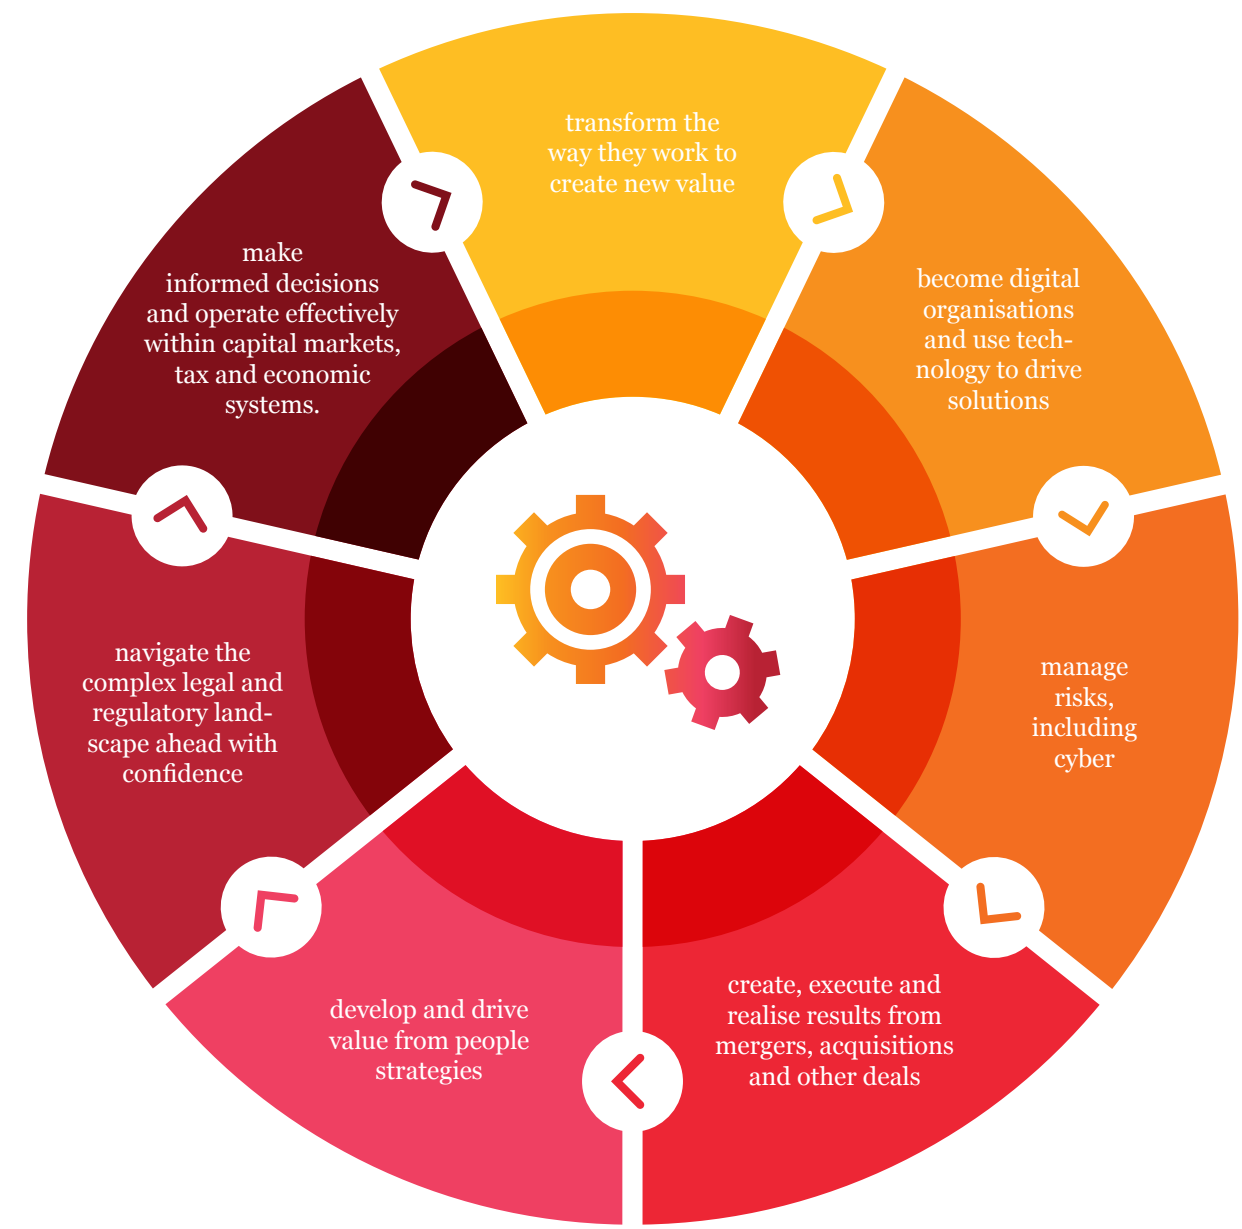 transform the
way they work to
create new value
become digital
organisations
and use tech-
nology to drive
solutions
manage
risks,
including
cyber
create, execute and
realise results from
mergers, acquisitions
and other deals
develop and drive
value from people
strategies
navigate the
complex legal and
regulatory land-
scape ahead with
confidence
make
informed decisions
and operate effectively
within capital markets,
tax and economic
systems.